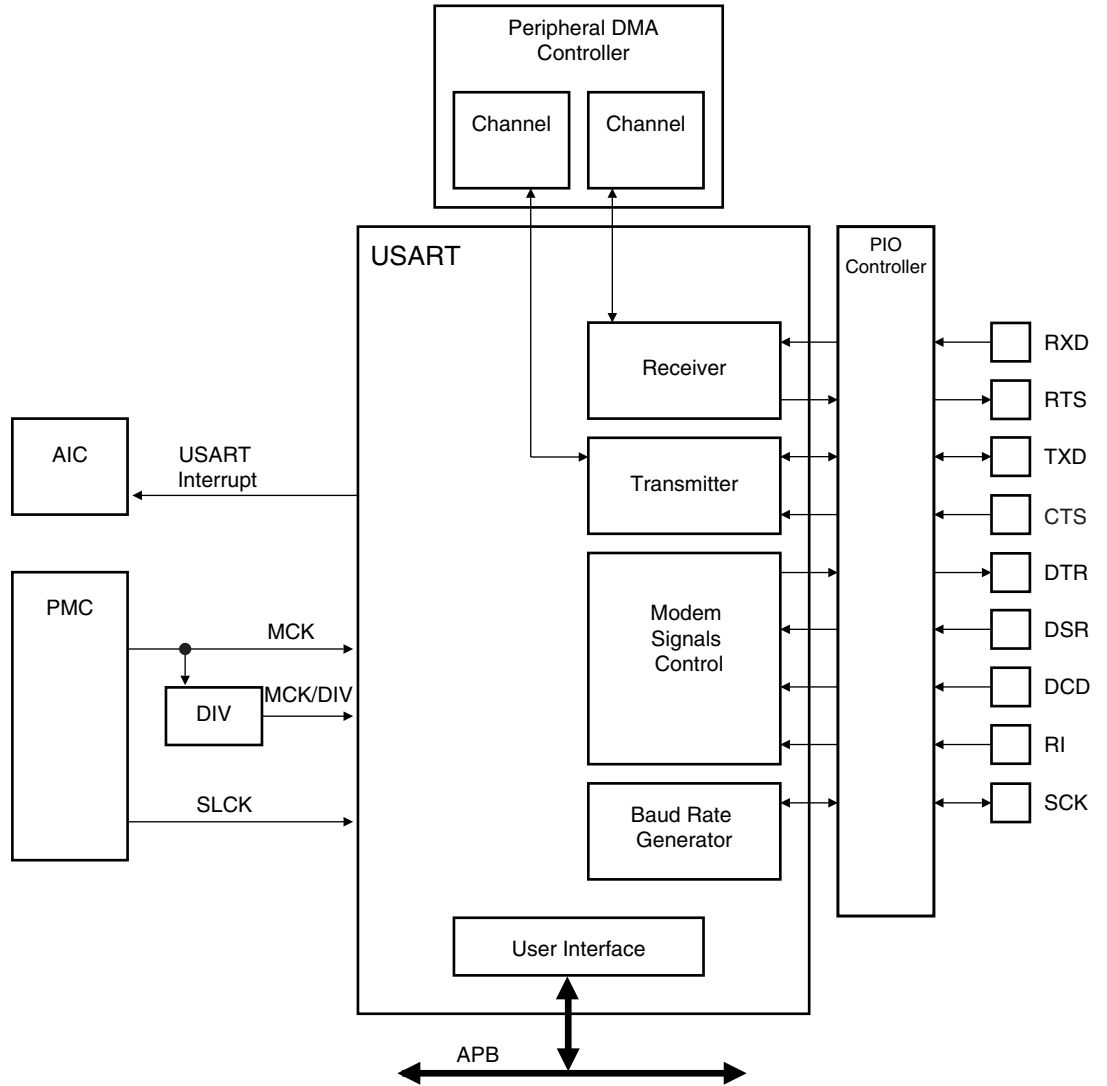 Peripheral DMA
Controller
Channel
Channel
USART
PIO
Controller
Receiver
RXD
RTS
AIC
USART
Interrupt
Transmitter
TXD
CTS
PMC
MCK
DIV
MCK/DIV
SLCK
Modem
Signals
Control
DTR
DSR
DCD
RI
Baud Rate
Generator
SCK
User Interface
APB